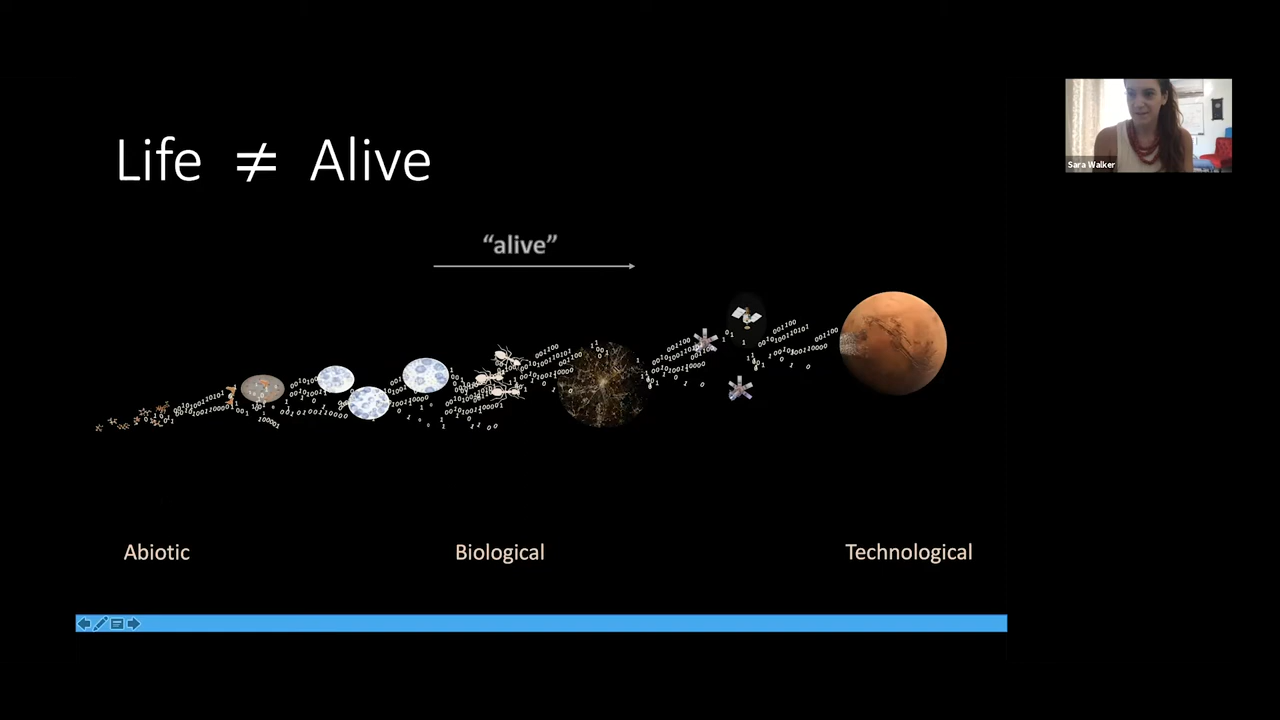 Life ≠ Alive
Sara Walker
“alive”
Abiotic
Biological
Technological